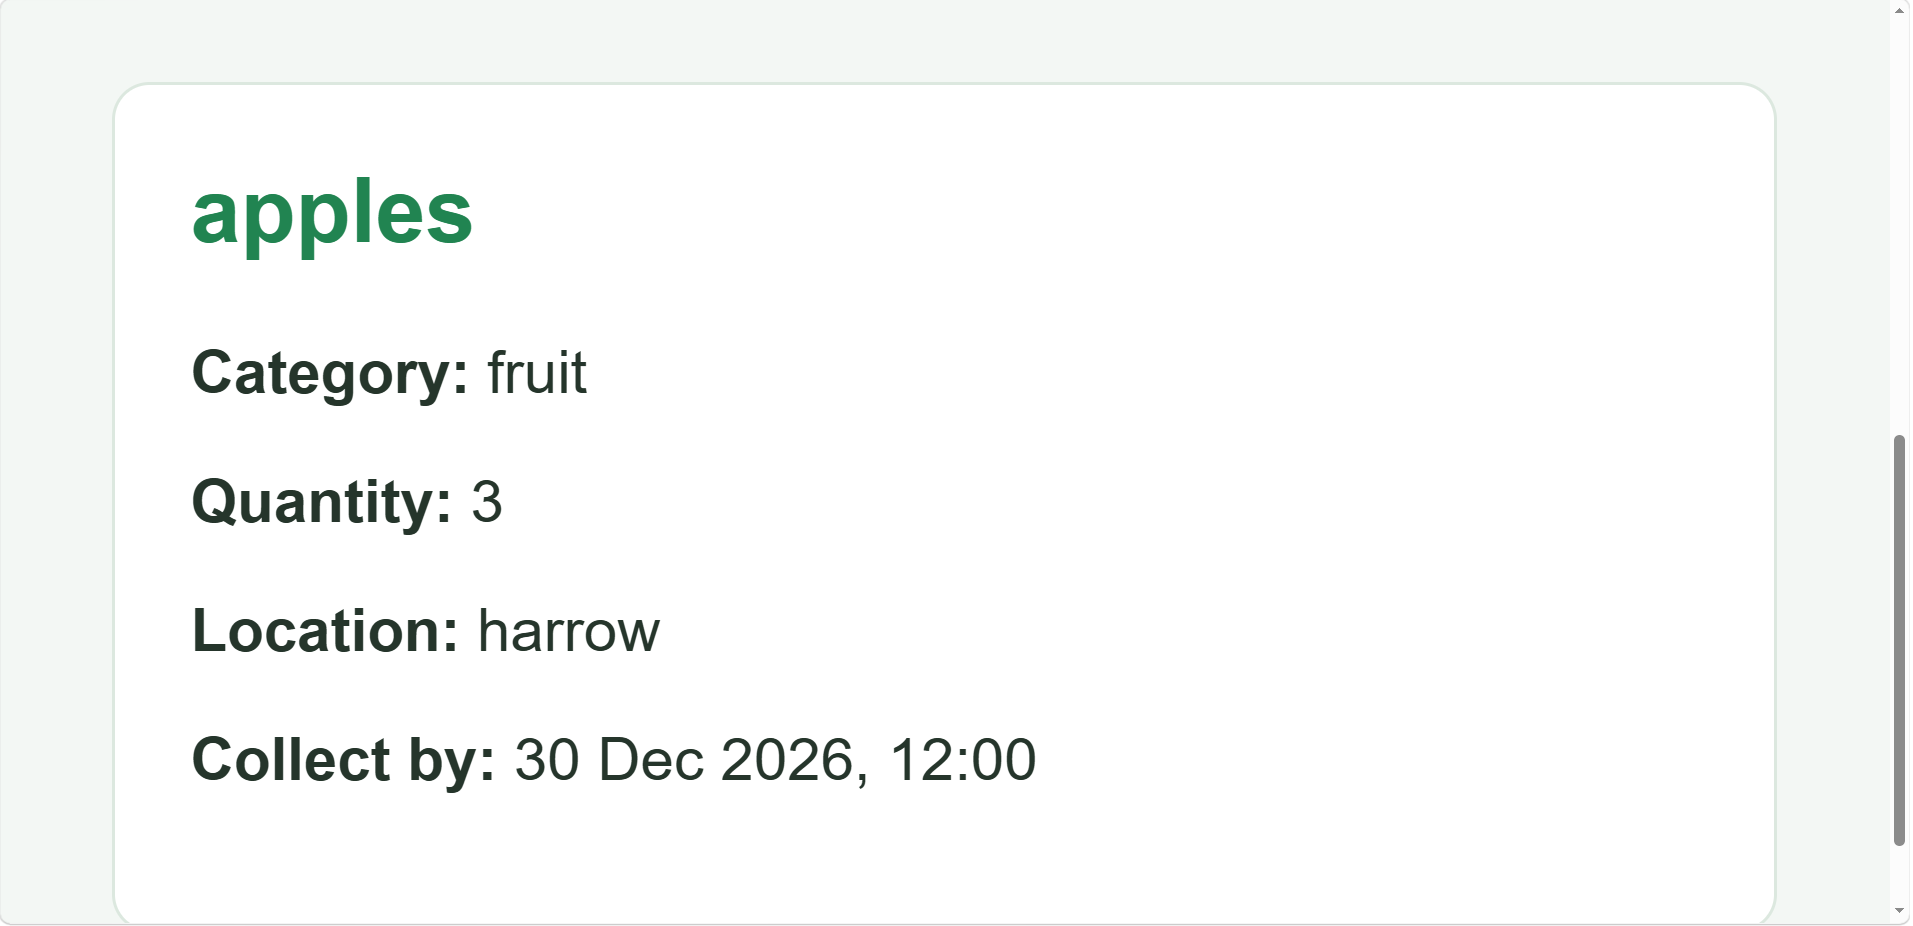 apples
Category: fruit
Quantity: 3
Location: harrow
Collect by: 30 Dec 2026, 12:00